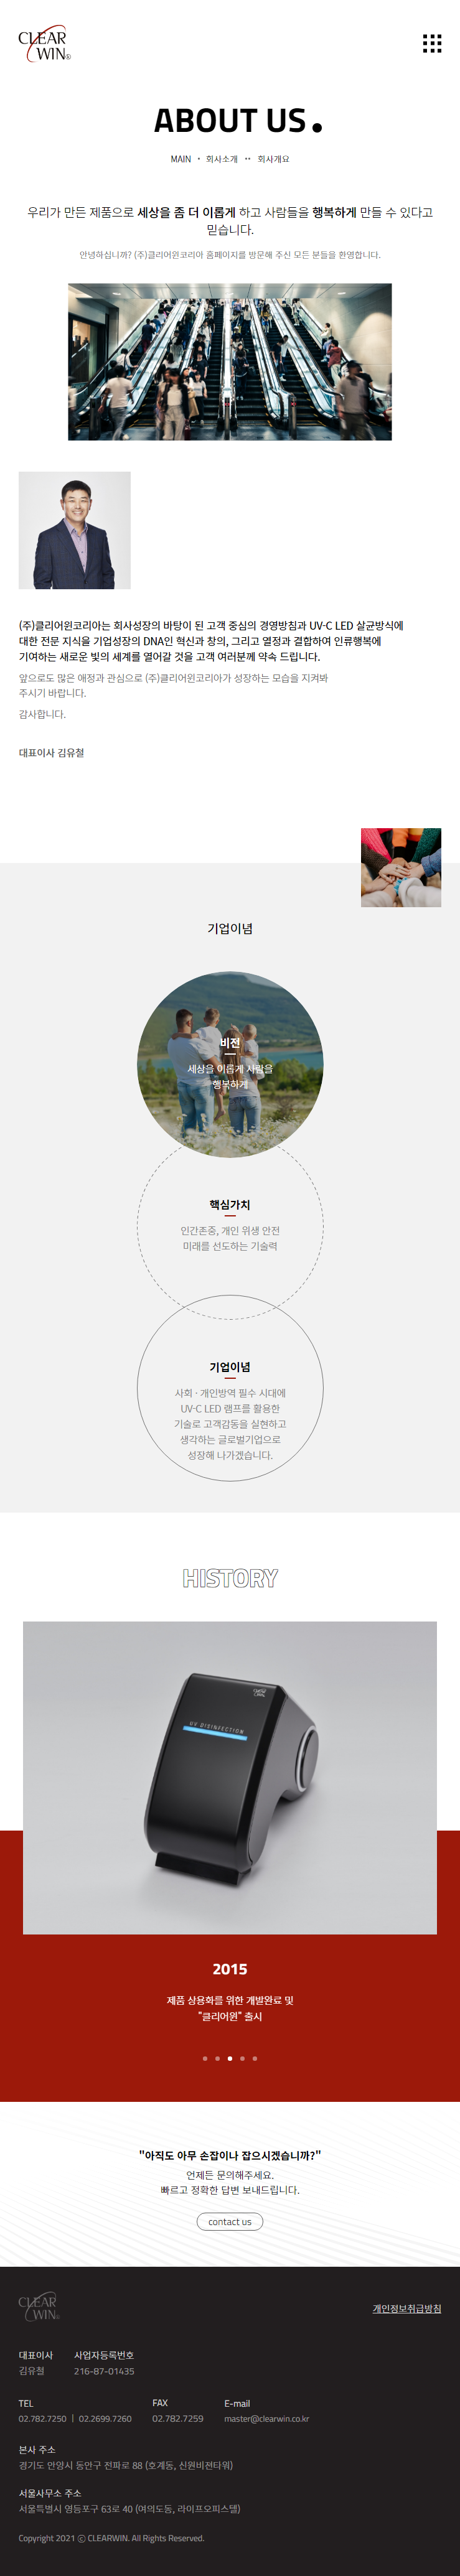 CLEAR
WIN®
ABOUT US.
MAIN • 회사소개 •• 회사개요
우리가 만든 제품으로 세상을 좀 더 이롭게 하고 사람들을 행복하게 만들 수 있다고
믿습니다.
안녕하십니까? (주)클리어윈코리아 홈페이지를 방문해 주신 모든 분들을 환영합니다.
(주)클리어윈코리아는 회사성장의 바탕이 된 고객 중심의 경영방침과 UV-C LED 살균방식에
대한 전문 지식을 기업성장의 DNA인 혁신과 창의, 그리고 열정과 결합하여 인류행복에
기여하는 새로운 빛의 세계를 열어갈 것을 고객 여러분께 약속 드립니다.
앞으로도 많은 애정과 관심으로 (주)클리어윈코리아가 성장하는 모습을 지켜봐
주시기 바랍니다.
감사합니다.
대표이사 김유철
기업이념
비전
세상을 이롭게 사람을
행복하게
핵심가치
인간존중, 개인 위생 안전
미래를 선도하는 기술력
기업이념
사회 · 개인방역 필수 시대에
UV-C LED 램프를 활용한
기술로 고객감동을 실현하고
생각하는 글로벌기업으로
성장해 나가겠습니다.
HISTORY
CLEAR
WIN
UV DISINFECTION
2015
제품 상용화를 위한 개발완료 및
"클리어윈" 출시
"아직도 아무 손잡이나 잡으시겠습니까?"
언제든 문의해주세요.
빠르고 정확한 답변 보내드립니다.
contact us
CLEAR
WIN®
개인정보취급방침
대표이사 사업자등록번호
김유철 216-87-01435
TEL FAX E-mail
02.782.7250 | 02.2699.7260 02.782.7259 master@clearwin.co.kr
본사 주소
경기도 안양시 동안구 전파로 88 (호계동, 신원비젼타워)
서울사무소 주소
서울특별시 영등포구 63로 40 (여의도동, 라이프오피스텔)
Copyright 2021 ⓒ CLEARWIN. All Rights Reserved.